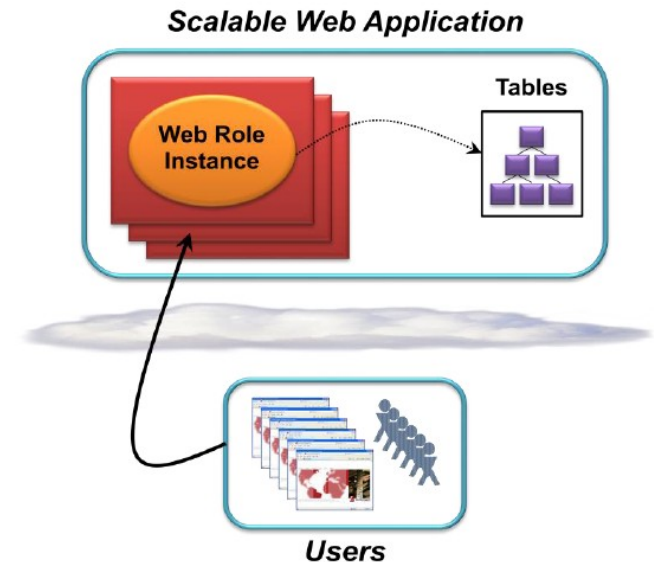 Scalable Web Application
Tables
Web Role
Instance
Users